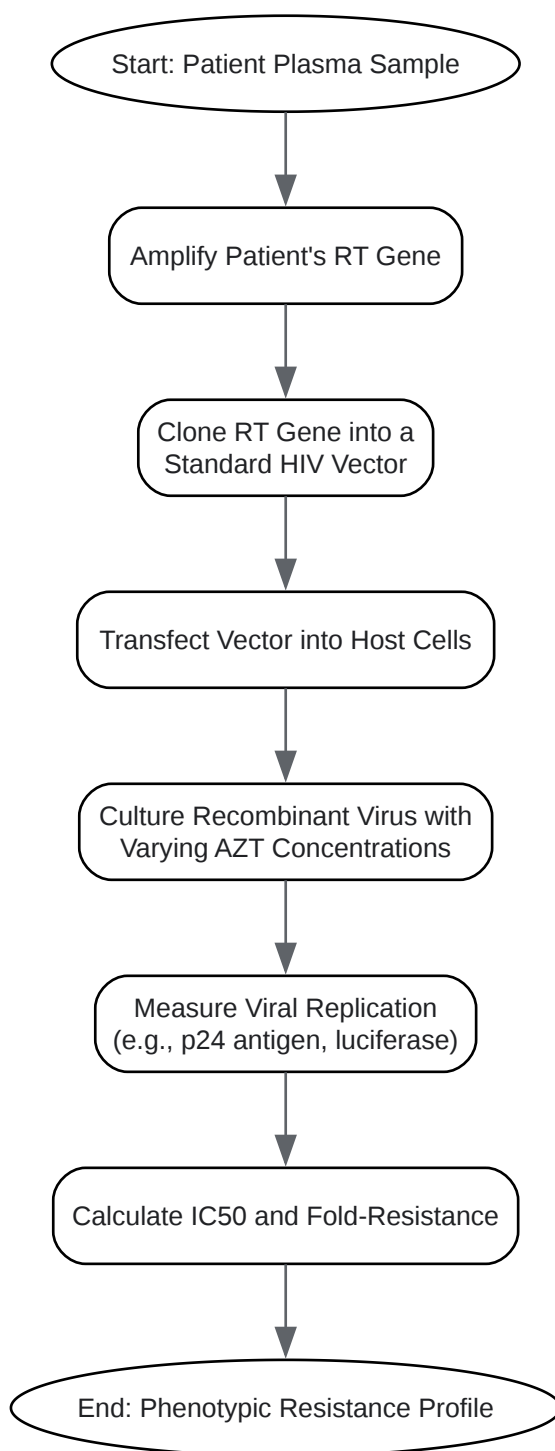 Start: Patient Plasma Sample
Amplify Patient's RT Gene
Clone RT Gene into a
Standard HIV Vector
Transfect Vector into Host Cells
Culture Recombinant Virus with
Varying AZT Concentrations
Measure Viral Replication
(e.g., p24 antigen, luciferase)
Calculate IC50 and Fold-Resistance
End: Phenotypic Resistance Profile